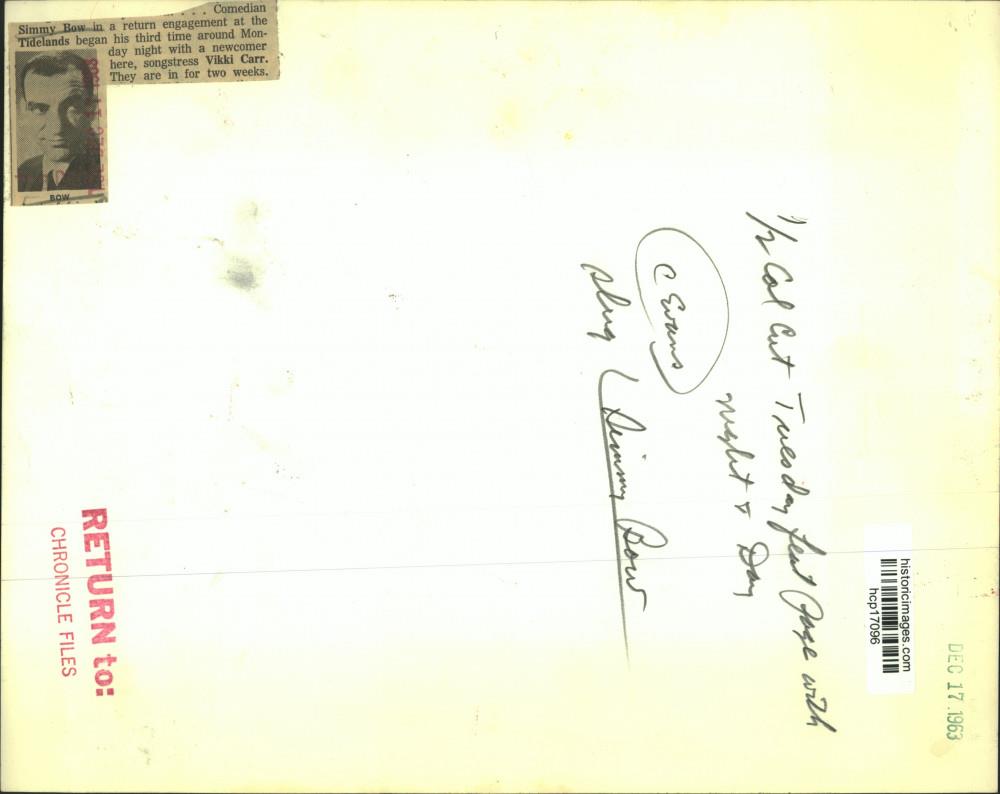 . . . . Comedian
Simmy Bow in a return engagement at the
Tidelands began his third time around Mon-
day night with a newcomer
here, songstress Vikki Carr.
They are in for two weeks.
BOW
1/2 Col Cut Tuesday feat Page with
night & Day
C Evans
slug Simmy Bow
RETURN to:
CHRONICLE FILES
historicimages.com
hcp17096
DEC 17 1963